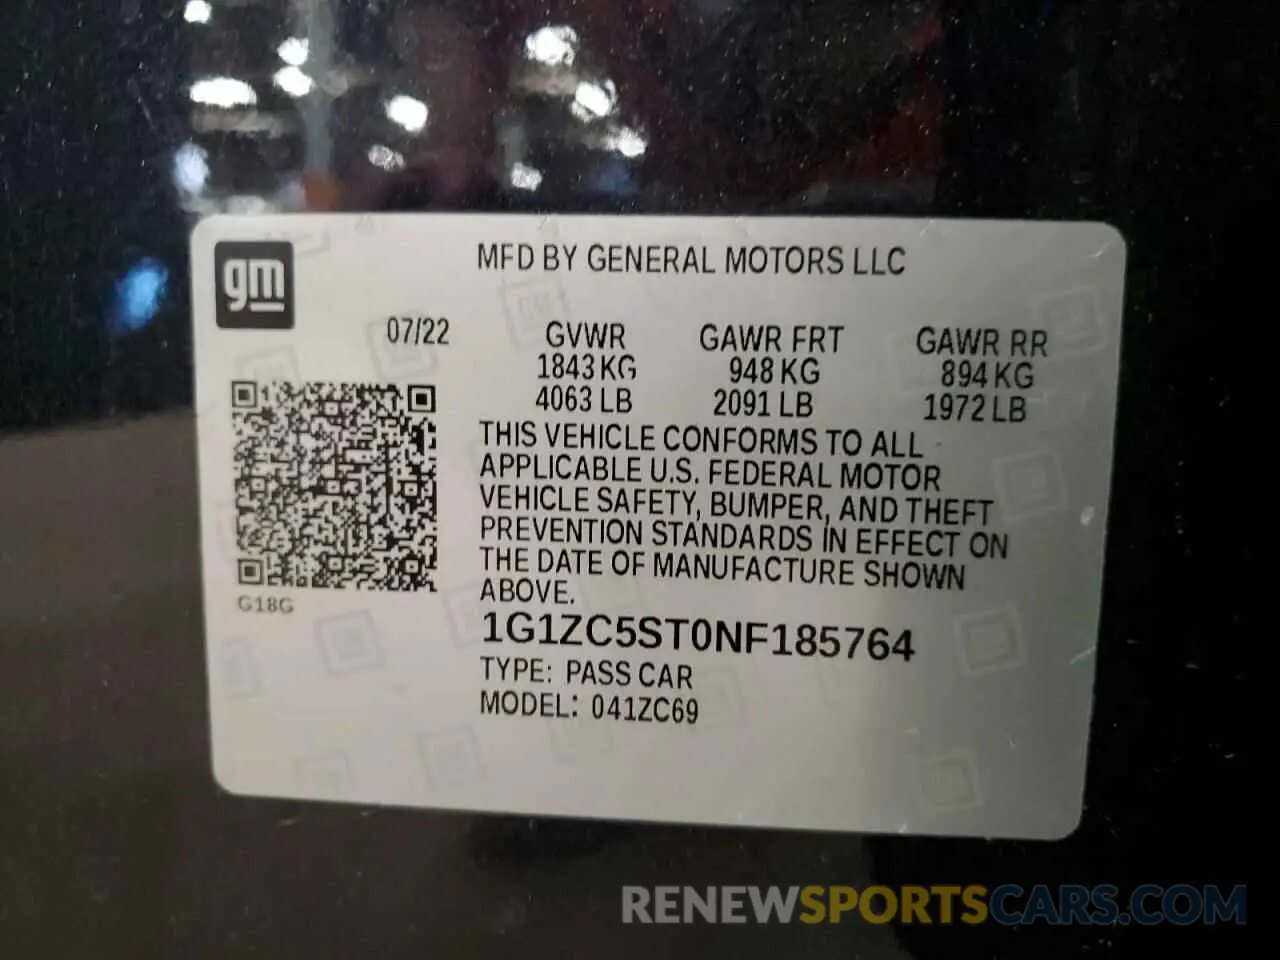 gm
MFD BY GENERAL MOTORS LLC
07/22 GVWR GAWR FRT GAWR RR
1843 KG 948 KG 894 KG
4063 LB 2091 LB 1972 LB
THIS VEHICLE CONFORMS TO ALL
APPLICABLE U.S. FEDERAL MOTOR
VEHICLE SAFETY, BUMPER, AND THEFT
PREVENTION STANDARDS IN EFFECT ON
THE DATE OF MANUFACTURE SHOWN
ABOVE.
G18G
1G1ZC5ST0NF185764
TYPE: PASS CAR
MODEL: 041ZC69
RENEWSPORTSCARS.COM